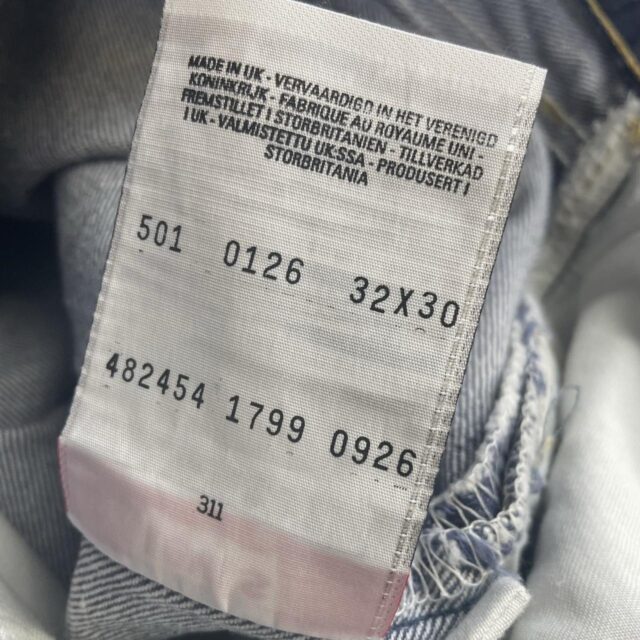 MADE IN UK - VERVAARDIGD IN HET VERENIGD
KONINKRIJK - FABRIQUE AU ROYAUME UNI -
FREMSTILLET I STORBRITANIEN - TILLVERKAD
I UK - VALMISTETTU UK:SSA - PRODUSERT I
STORBRITANIA
501 0126 32X30
482454 1799 0926
311